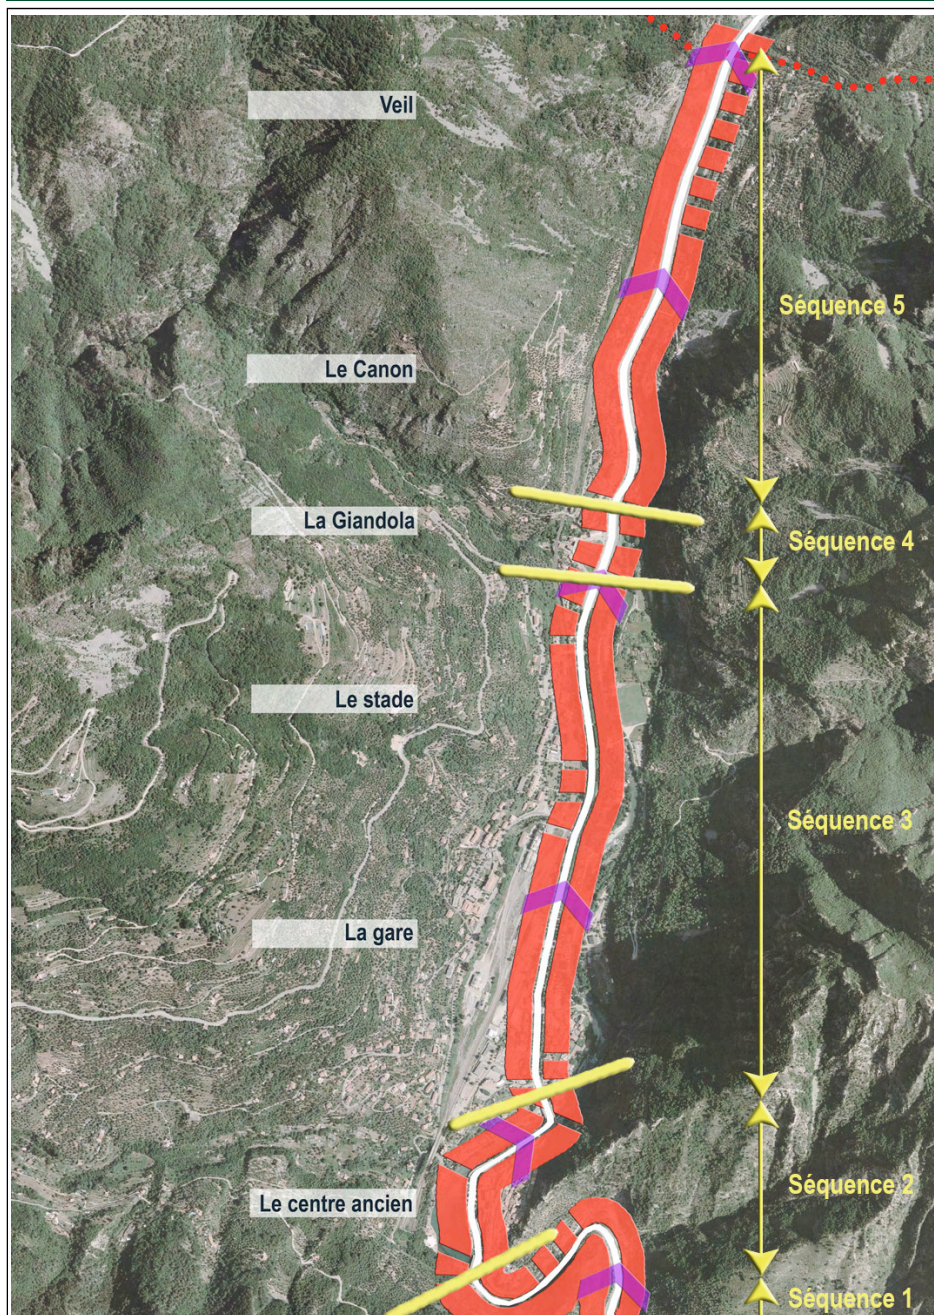 Veil
Séquence 5
Le Canon
La Giandola
Séquence 4
Le stade
Séquence 3
La gare
Séquence 2
Le centre ancien
Séquence 1